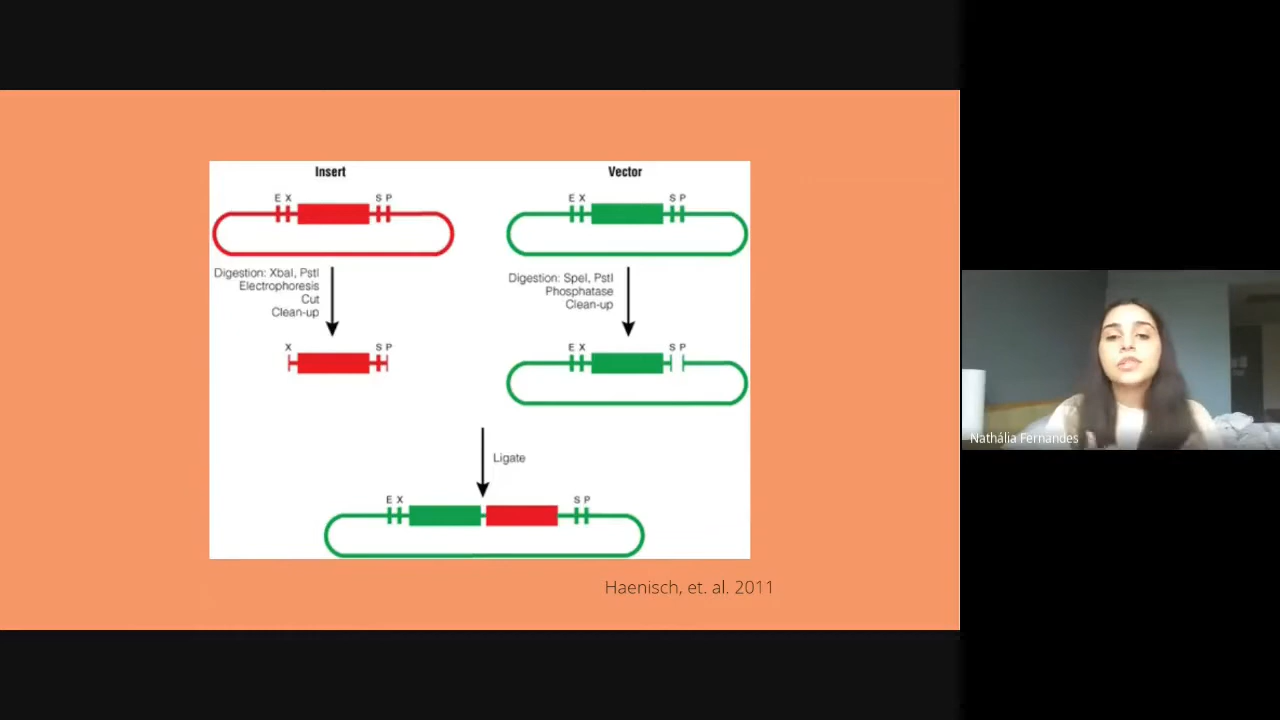 Insert
Vector
E X S P
E X S P
Digestion: XbaI, PstI
Electrophoresis
Cut
Clean-up
Digestion: SpeI, PstI
Phosphatase
Clean-up
X S P
E X S P
Ligate
E X S P
Haenisch, et. al. 2011
Nathália Fernandes